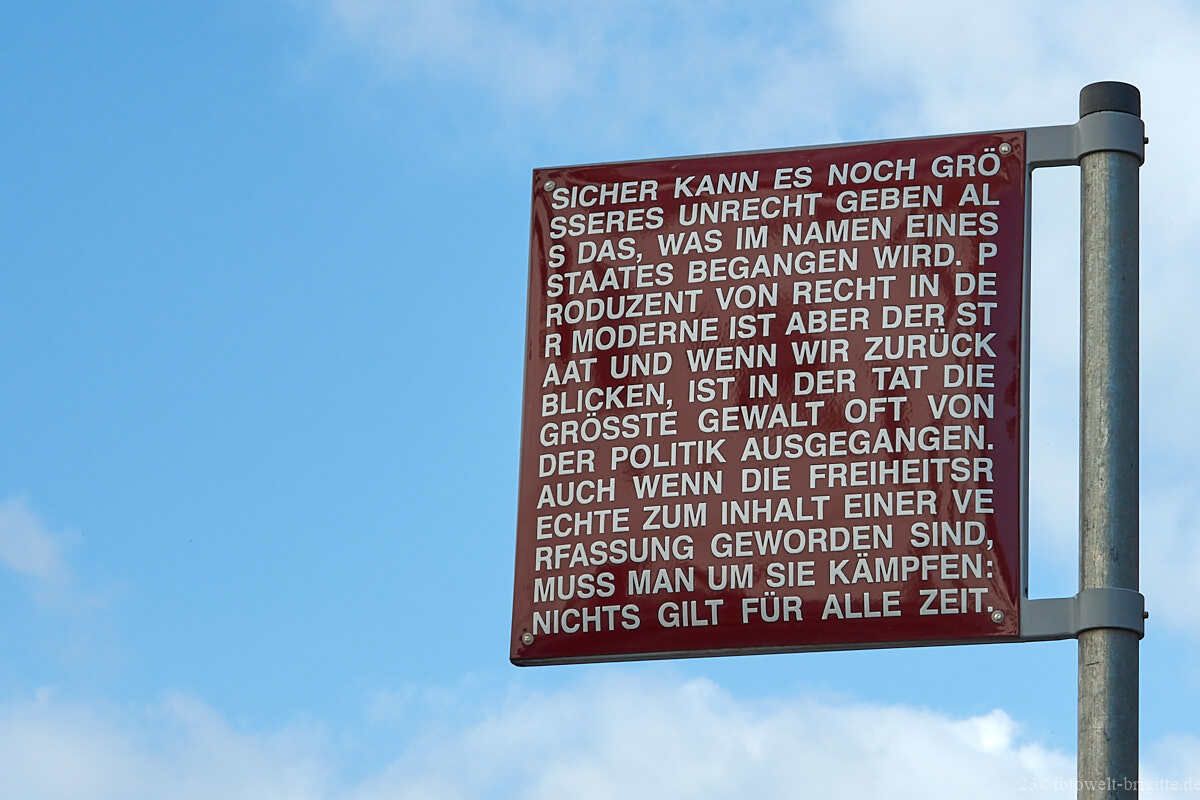 SICHER KANN ES NOCH GRÖ
SSERES UNRECHT GEBEN AL
S DAS, WAS IM NAMEN EINES
STAATES BEGANGEN WIRD. P
RODUZENT VON RECHT IN DE
R MODERNE IST ABER DER ST
AAT UND WENN WIR ZURÜCK
BLICKEN, IST IN DER TAT DIE
GRÖSSTE GEWALT OFT VON
DER POLITIK AUSGEGANGEN.
AUCH WENN DIE FREIHEITSR
ECHTE ZUM INHALT EINER VE
RFASSUNG GEWORDEN SIND,
MUSS MAN UM SIE KÄMPFEN:
NICHTS GILT FÜR ALLE ZEIT.
fotowelt-brigitte.de